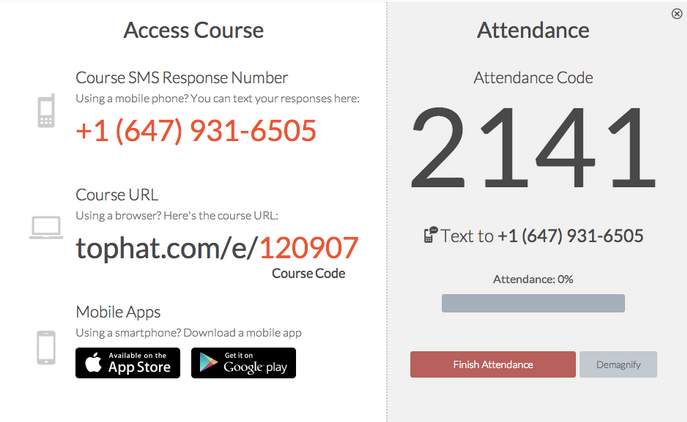 Access Course
Course SMS Response Number
Using a mobile phone? You can text your responses here:
+1 (647) 931-6505
Course URL
Using a browser? Here's the course URL:
tophat.com/e/120907
Course Code
Mobile Apps
Using a smartphone? Download a mobile app
Available on the
App Store
Get it on
Google play
Attendance
Attendance Code
2141
Text to +1 (647) 931-6505
Attendance: 0%
Finish Attendance
Demagnify